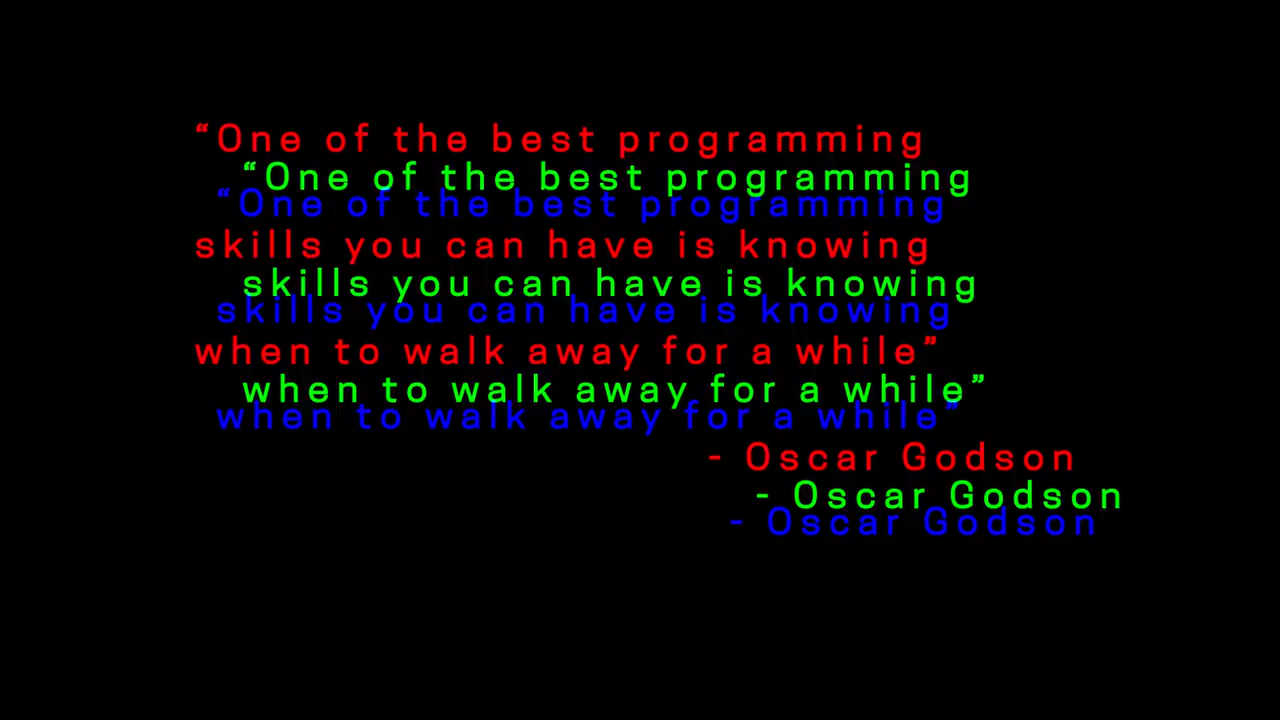 “One of the best programming
“One of the best programming
“One of the best programming
skills you can have is knowing
skills you can have is knowing
skills you can have is knowing
when to walk away for a while”
when to walk away for a while”
when to walk away for a while”
- Oscar Godson
- Oscar Godson
- Oscar Godson